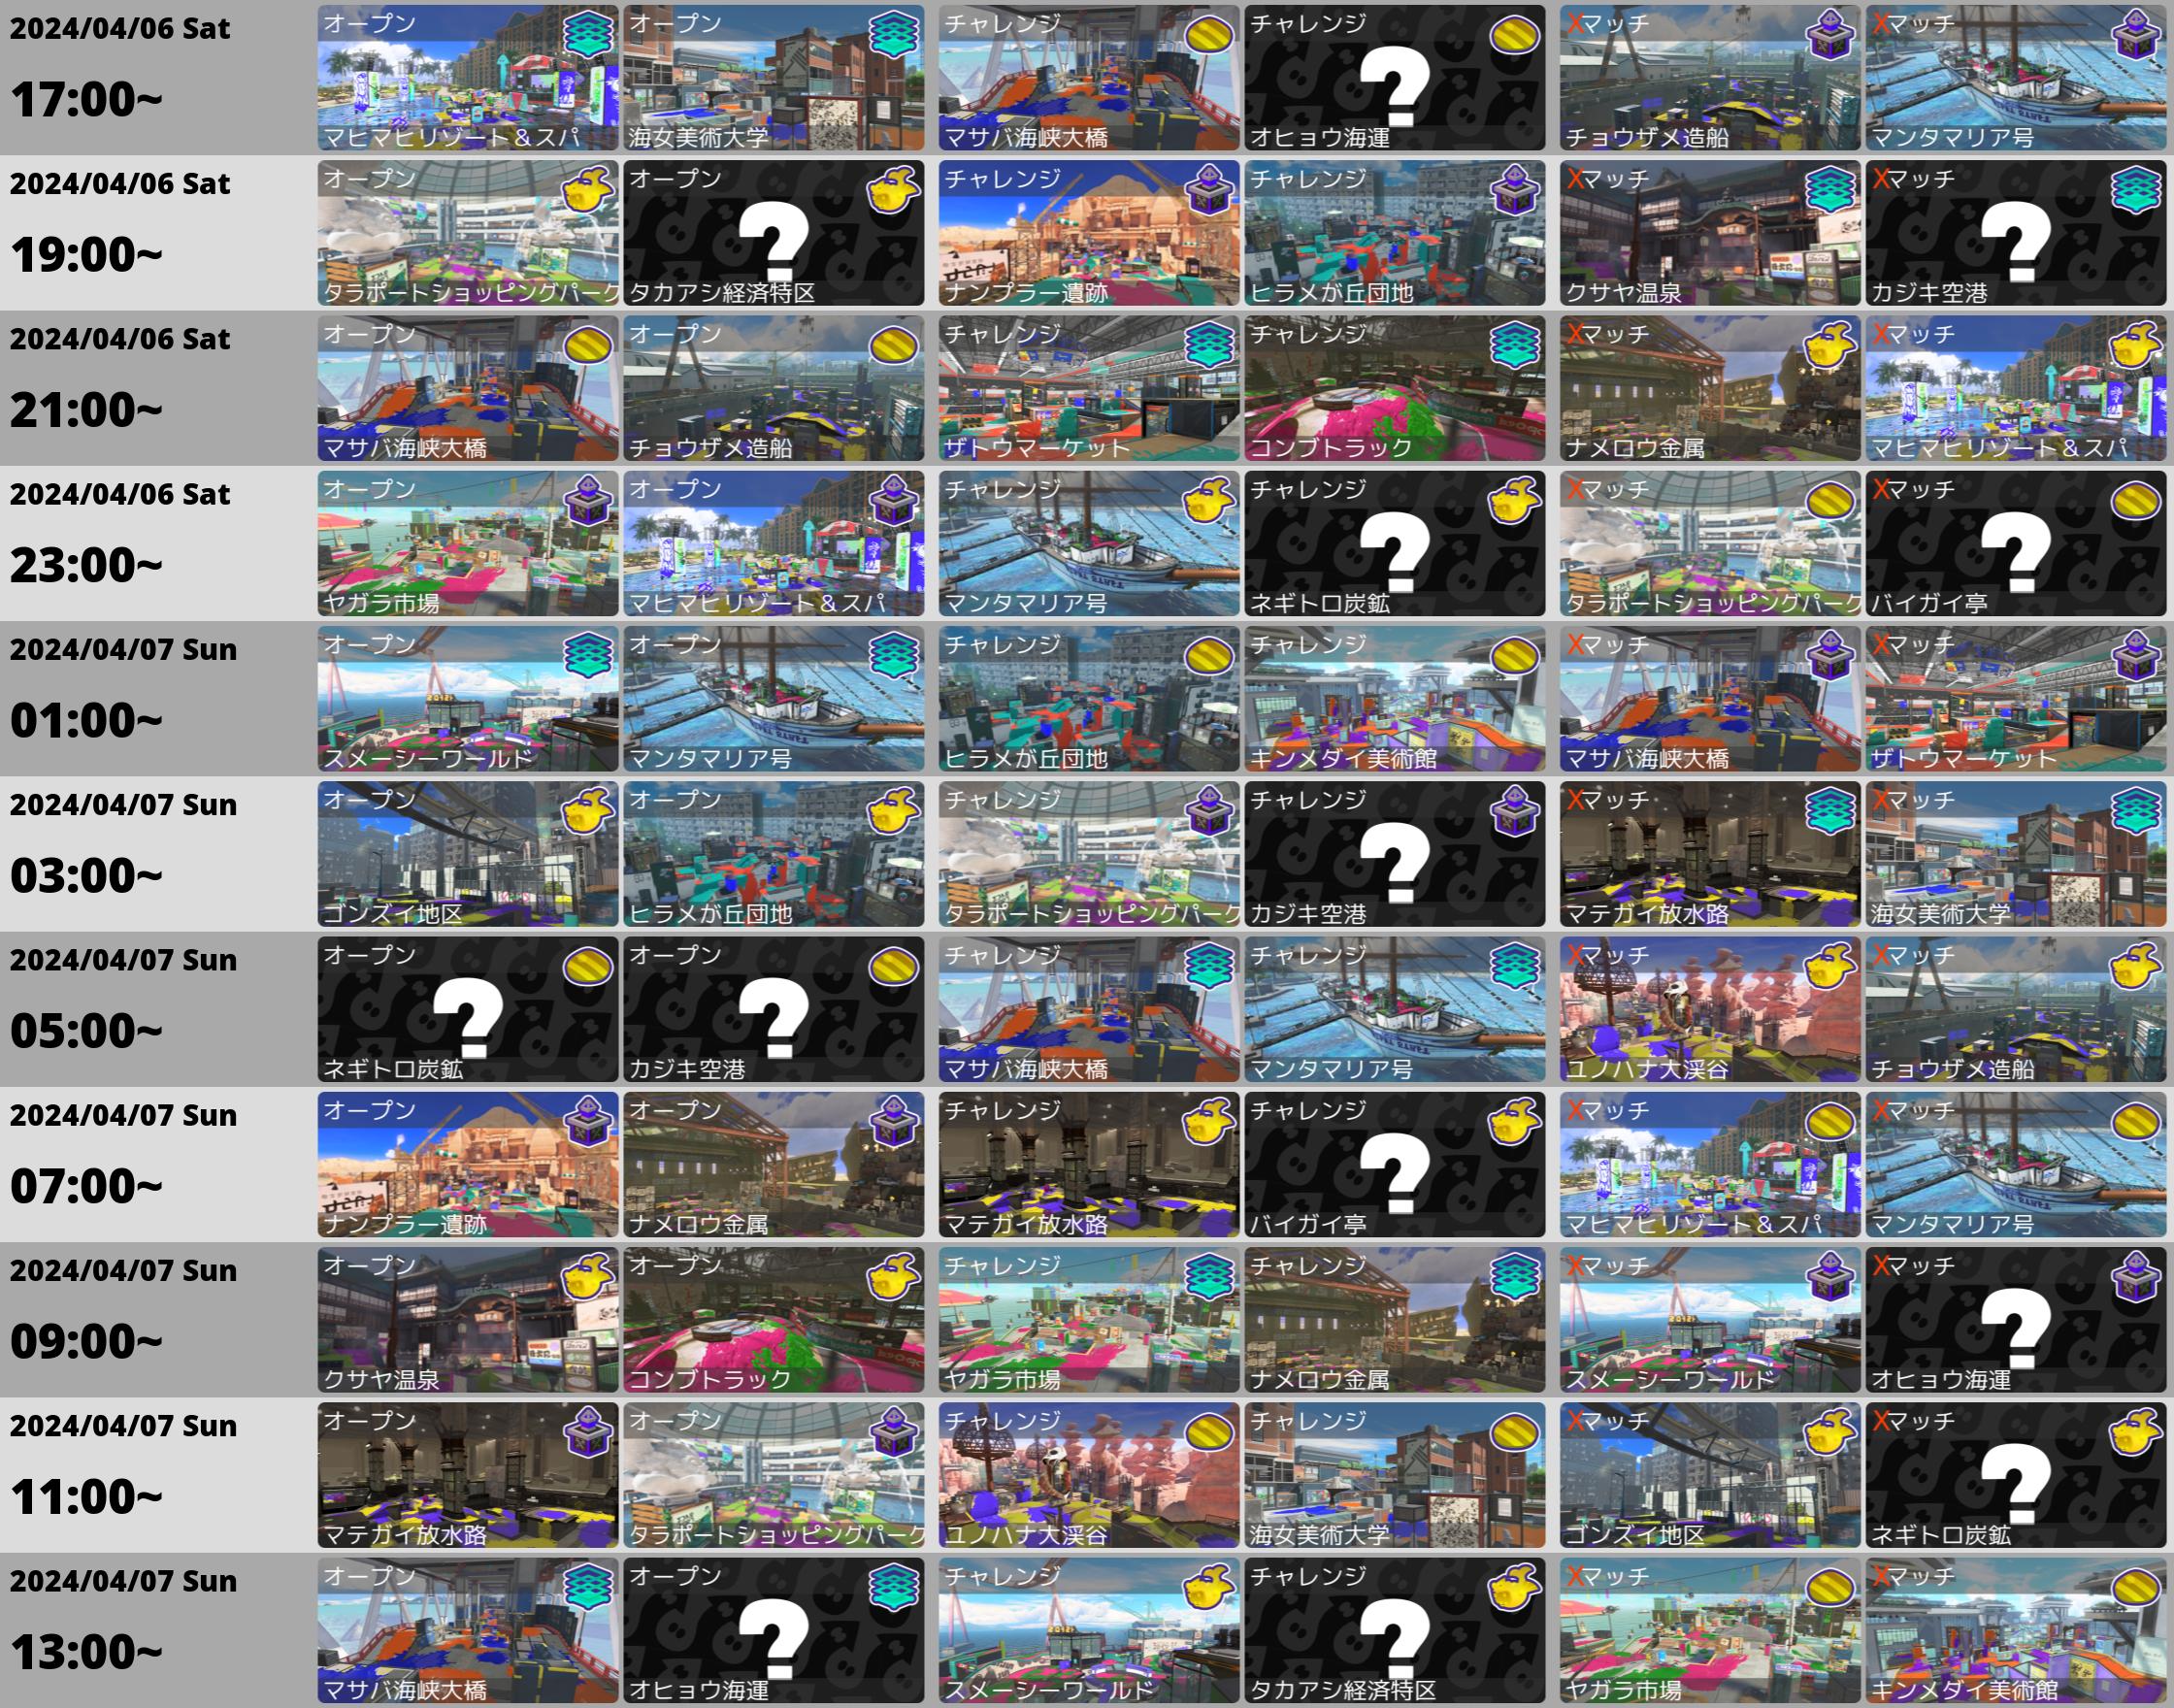 2024/04/06 Sat
17:00~
オープン オープン チャレンジ チャレンジ Xマッチ Xマッチ
マヒマヒリゾート＆スパ 海女美術大学 マサバ海峡大橋 オヒョウ海運 チョウザメ造船 マンタマリア号
2024/04/06 Sat
19:00~
オープン オープン チャレンジ チャレンジ Xマッチ Xマッチ
タラポートショッピングパーク タカアシ経済特区 ナンプラー遺跡 ヒラメが丘団地 クサヤ温泉 カジキ空港
2024/04/06 Sat
21:00~
オープン オープン チャレンジ チャレンジ Xマッチ Xマッチ
マサバ海峡大橋 チョウザメ造船 ザトウマーケット コンブトラック ナメロウ金属 マヒマヒリゾート＆スパ
2024/04/06 Sat
23:00~
オープン オープン チャレンジ チャレンジ Xマッチ Xマッチ
ヤガラ市場 マヒマヒリゾート＆スパ マンタマリア号 ネギトロ炭鉱 タラポートショッピングパーク バイガイ亭
2024/04/07 Sun
01:00~
オープン オープン チャレンジ チャレンジ Xマッチ Xマッチ
スメーシーワールド マンタマリア号 ヒラメが丘団地 キンメダイ美術館 マサバ海峡大橋 ザトウマーケット
2024/04/07 Sun
03:00~
オープン オープン チャレンジ チャレンジ Xマッチ Xマッチ
ゴンズイ地区 ヒラメが丘団地 タラポートショッピングパーク カジキ空港 マテガイ放水路 海女美術大学
2024/04/07 Sun
05:00~
オープン オープン チャレンジ チャレンジ Xマッチ Xマッチ
ネギトロ炭鉱 カジキ空港 マサバ海峡大橋 マンタマリア号 ユノハナ大渓谷 チョウザメ造船
2024/04/07 Sun
07:00~
オープン オープン チャレンジ チャレンジ Xマッチ Xマッチ
ナンプラー遺跡 ナメロウ金属 マテガイ放水路 バイガイ亭 マヒマヒリゾート＆スパ マンタマリア号
2024/04/07 Sun
09:00~
オープン オープン チャレンジ チャレンジ Xマッチ Xマッチ
クサヤ温泉 コンブトラック ヤガラ市場 ナメロウ金属 スメーシーワールド オヒョウ海運
2024/04/07 Sun
11:00~
オープン オープン チャレンジ チャレンジ Xマッチ Xマッチ
マテガイ放水路 タラポートショッピングパーク ユノハナ大渓谷 海女美術大学 ゴンズイ地区 ネギトロ炭鉱
2024/04/07 Sun
13:00~
オープン オープン チャレンジ チャレンジ Xマッチ Xマッチ
マサバ海峡大橋 オヒョウ海運 スメーシーワールド タカアシ経済特区 ヤガラ市場 キンメダイ美術館